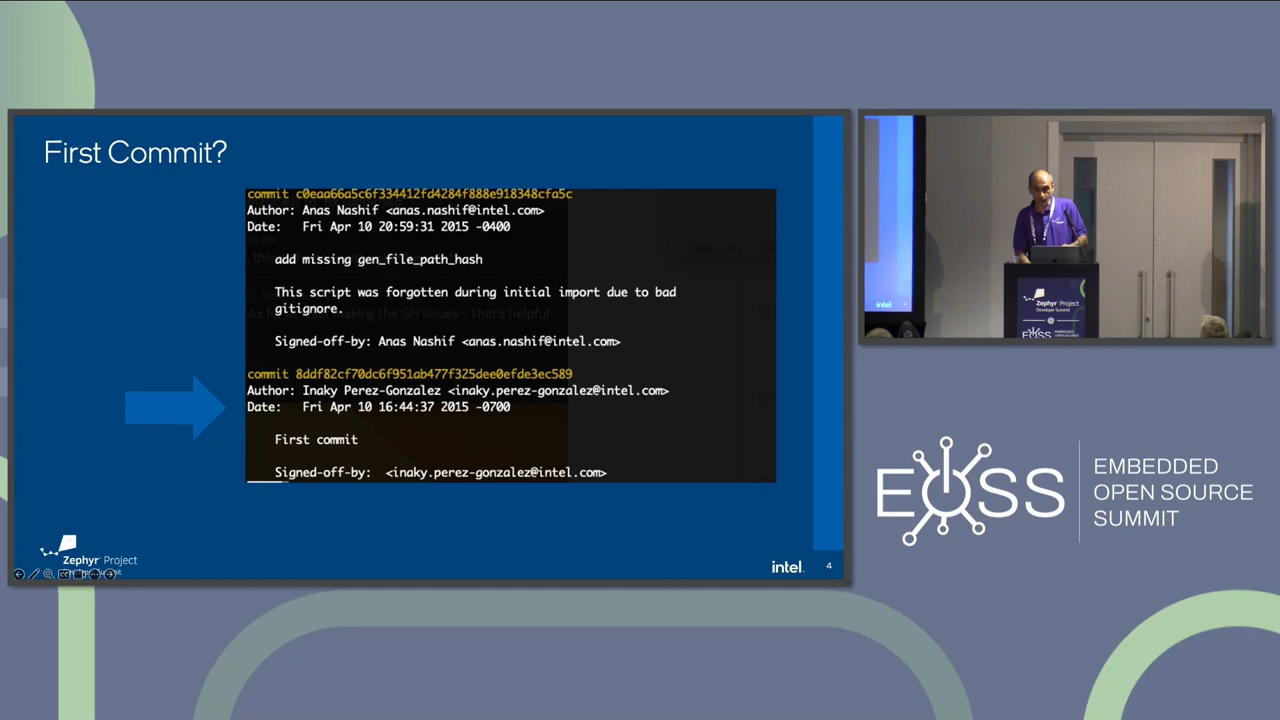 First Commit?
commit c0eaa66a5c6f334412fd4284f888e918348cfa5c
Author: Anas Nashif <anas.nashif@intel.com>
Date:   Fri Apr 10 20:59:31 2015 -0400
add missing gen_file_path_hash
This script was forgotten during initial import due to bad
gitignore.
Signed-off-by: Anas Nashif <anas.nashif@intel.com>
commit 8ddf82cf70dc6f951ab477f325dee0efde3ec589
Author: Inaky Perez-Gonzalez <inaky.perez-gonzalez@intel.com>
Date:   Fri Apr 10 16:44:37 2015 -0700
First commit
Signed-off-by:  <inaky.perez-gonzalez@intel.com>
Zephyr Project
intel.
4
intel
Zephyr Project
Developer Summit
EOSS
EOSS
EMBEDDED
OPEN SOURCE
SUMMIT